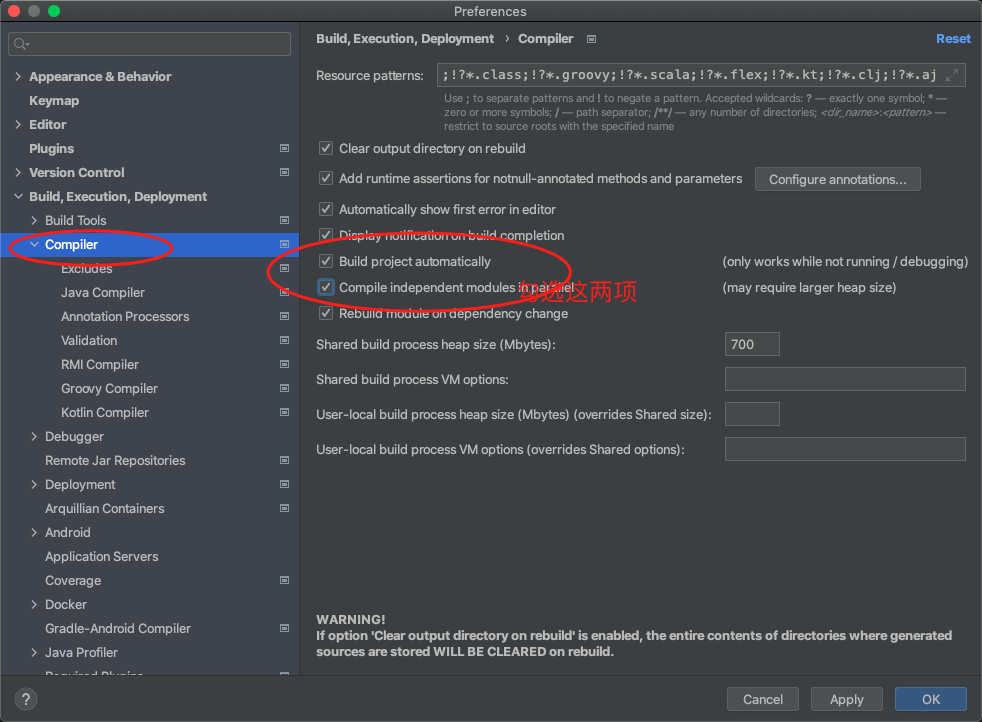 Preferences
Build, Execution, Deployment › Compiler
Reset
Appearance & Behavior
Keymap
Editor
Plugins
Version Control
Build, Execution, Deployment
Build Tools
Compiler
Excludes
Java Compiler
Annotation Processors
Validation
RMI Compiler
Groovy Compiler
Kotlin Compiler
Debugger
Remote Jar Repositories
Deployment
Arquillian Containers
Android
Application Servers
Coverage
Docker
Gradle-Android Compiler
Java Profiler
Required Plugins
Resource patterns: ;!?*.class;!?*.groovy;!?*.scala;!?*.flex;!?*.kt;!?*.clj;!?*.aj
Use ; to separate patterns and ! to negate a pattern. Accepted wildcards: ? — exactly one symbol; * —
zero or more symbols; / — path separator; /**/ — any number of directories; <dir_name>:<pattern> —
restrict to source roots with the specified name
Clear output directory on rebuild
Add runtime assertions for notnull-annotated methods and parameters Configure annotations...
Automatically show first error in editor
Display notification on build completion
Build project automatically (only works while not running / debugging)
Compile independent modules in parallel (may require larger heap size)
勾选这两项
Rebuild module on dependency change
Shared build process heap size (Mbytes): 700
Shared build process VM options:
User-local build process heap size (Mbytes) (overrides Shared size):
User-local build process VM options (overrides Shared options):
WARNING!
If option 'Clear output directory on rebuild' is enabled, the entire contents of directories where generated
sources are stored WILL BE CLEARED on rebuild.
? Cancel Apply OK